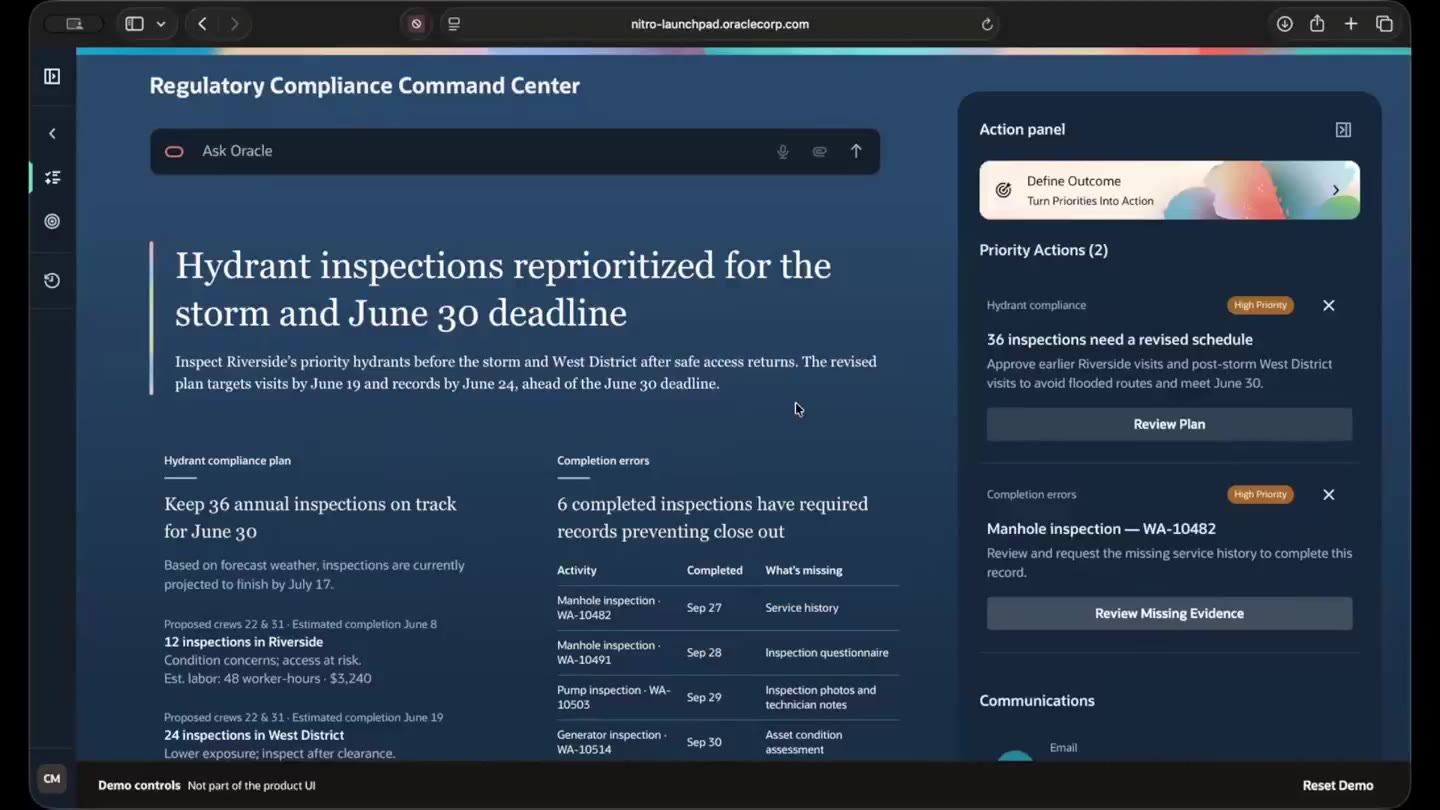 nitro-launchpad.oraclecorp.com
Regulatory Compliance Command Center
Ask Oracle
Hydrant inspections reprioritized for the
storm and June 30 deadline
Inspect Riverside's priority hydrants before the storm and West District after safe access returns. The revised
plan targets visits by June 19 and records by June 24, ahead of the June 30 deadline.
Hydrant compliance plan
Keep 36 annual inspections on track
for June 30
Based on forecast weather, inspections are currently
projected to finish by July 17.
Proposed crews 22 & 31 · Estimated completion June 8
12 inspections in Riverside
Condition concerns; access at risk.
Est. labor: 48 worker-hours · $3,240
Proposed crews 22 & 31 · Estimated completion June 19
24 inspections in West District
Lower exposure; inspect after clearance.
Completion errors
6 completed inspections have required
records preventing close out
Activity Completed What's missing
Manhole inspection ·
WA-10482 Sep 27 Service history
Manhole inspection ·
WA-10491 Sep 28 Inspection questionnaire
Pump inspection · WA-
10503 Sep 29 Inspection photos and
technician notes
Generator inspection ·
WA-10514 Sep 30 Asset condition
assessment
Action panel
Define Outcome
Turn Priorities Into Action
Priority Actions (2)
Hydrant compliance High Priority
36 inspections need a revised schedule
Approve earlier Riverside visits and post-storm West District
visits to avoid flooded routes and meet June 30.
Review Plan
Completion errors High Priority
Manhole inspection — WA-10482
Review and request the missing service history to complete this
record.
Review Missing Evidence
Communications
Email
CM
Demo controls Not part of the product UI
Reset Demo